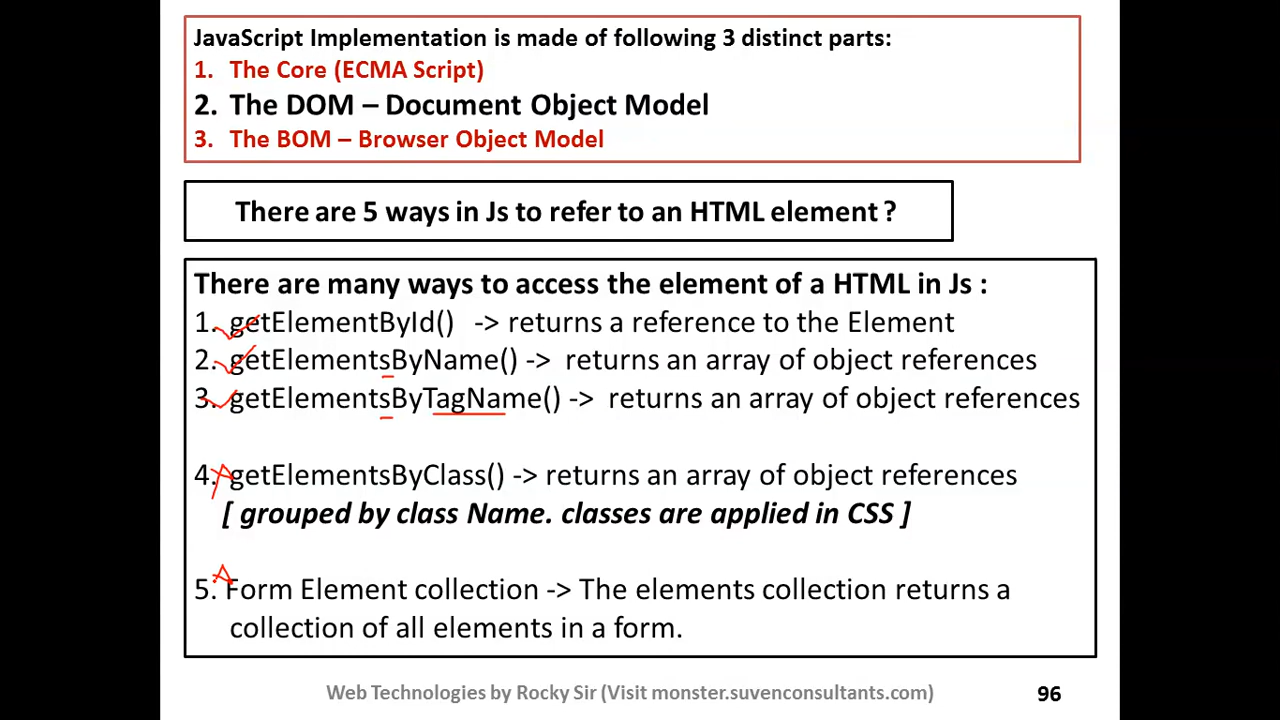 JavaScript Implementation is made of following 3 distinct parts:
1. The Core (ECMA Script)
2. The DOM – Document Object Model
3. The BOM – Browser Object Model
There are 5 ways in Js to refer to an HTML element ?
There are many ways to access the element of a HTML in Js :
1. getElementById() -> returns a reference to the Element
2. getElementsByName() -> returns an array of object references
3. getElementsByTagName() -> returns an array of object references
4. getElementsByClass() -> returns an array of object references
[ grouped by class Name. classes are applied in CSS ]
5. Form Element collection -> The elements collection returns a
collection of all elements in a form.
Web Technologies by Rocky Sir (Visit monster.suvenconsultants.com)
96